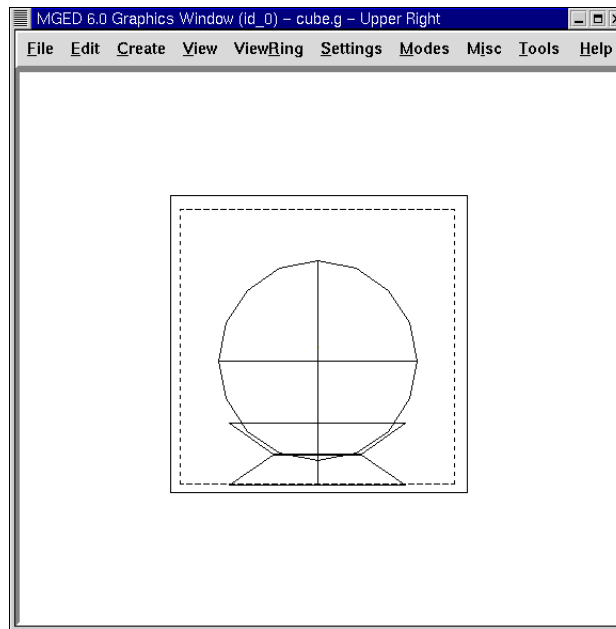 MGED 6.0 Graphics Window (id_0) – cube.g – Upper Right
File Edit Create View ViewRing Settings Modes Misc Tools Help